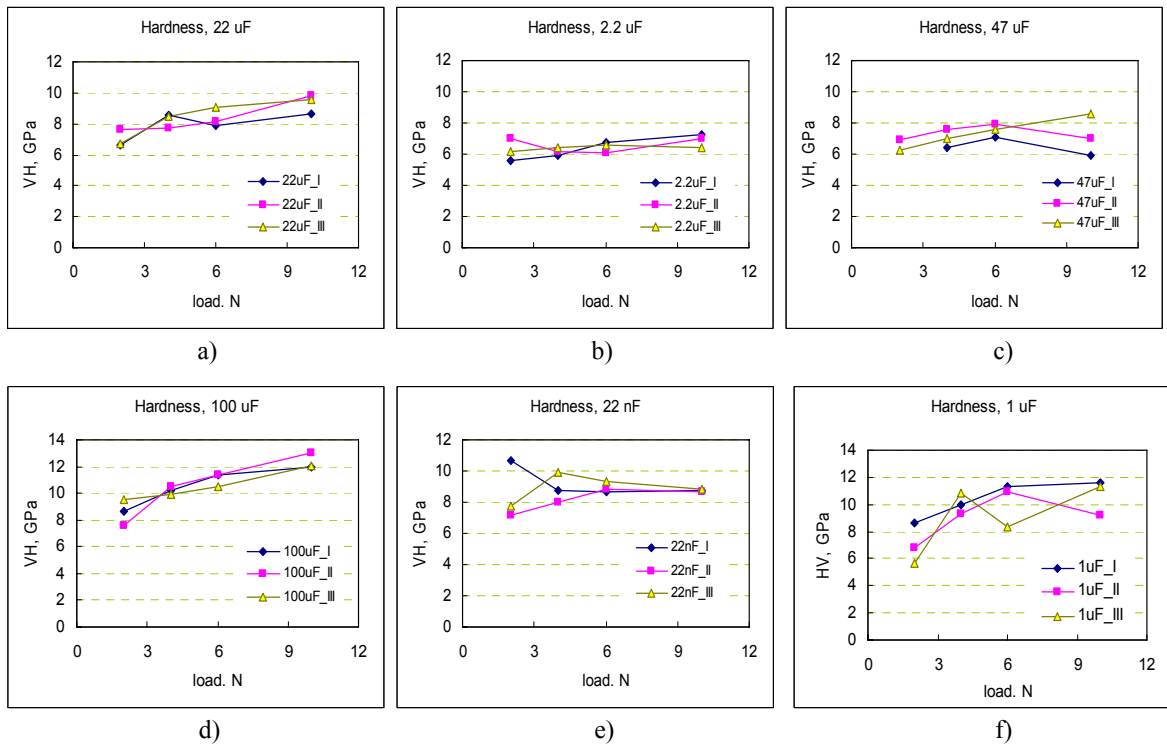 Hardness, 22 uF
12
10
8
6
4
2
0
VH, GPa
22uF_I
22uF_II
22uF_III
0 3 6 9 12
load. N
a)
Hardness, 2.2 uF
12
10
8
6
4
2
0
VH, GPa
2.2uF_I
2.2uF_II
2.2uF_III
0 3 6 9 12
load. N
b)
Hardness, 47 uF
12
10
8
6
4
2
0
VH, GPa
47uF_I
47uF_II
47uF_III
0 3 6 9 12
load. N
c)
Hardness, 100 uF
14
12
10
8
6
4
2
0
VH, GPa
100uF_I
100uF_II
100uF_III
0 3 6 9 12
load. N
d)
Hardness, 22 nF
12
10
8
6
4
2
0
VH, GPa
22nF_I
22nF_II
22nF_III
0 3 6 9 12
load. N
e)
Hardness, 1 uF
14
12
10
8
6
4
2
0
HV, GPa
1uF_I
1uF_II
1uF_III
0 3 6 9 12
load. N
f)